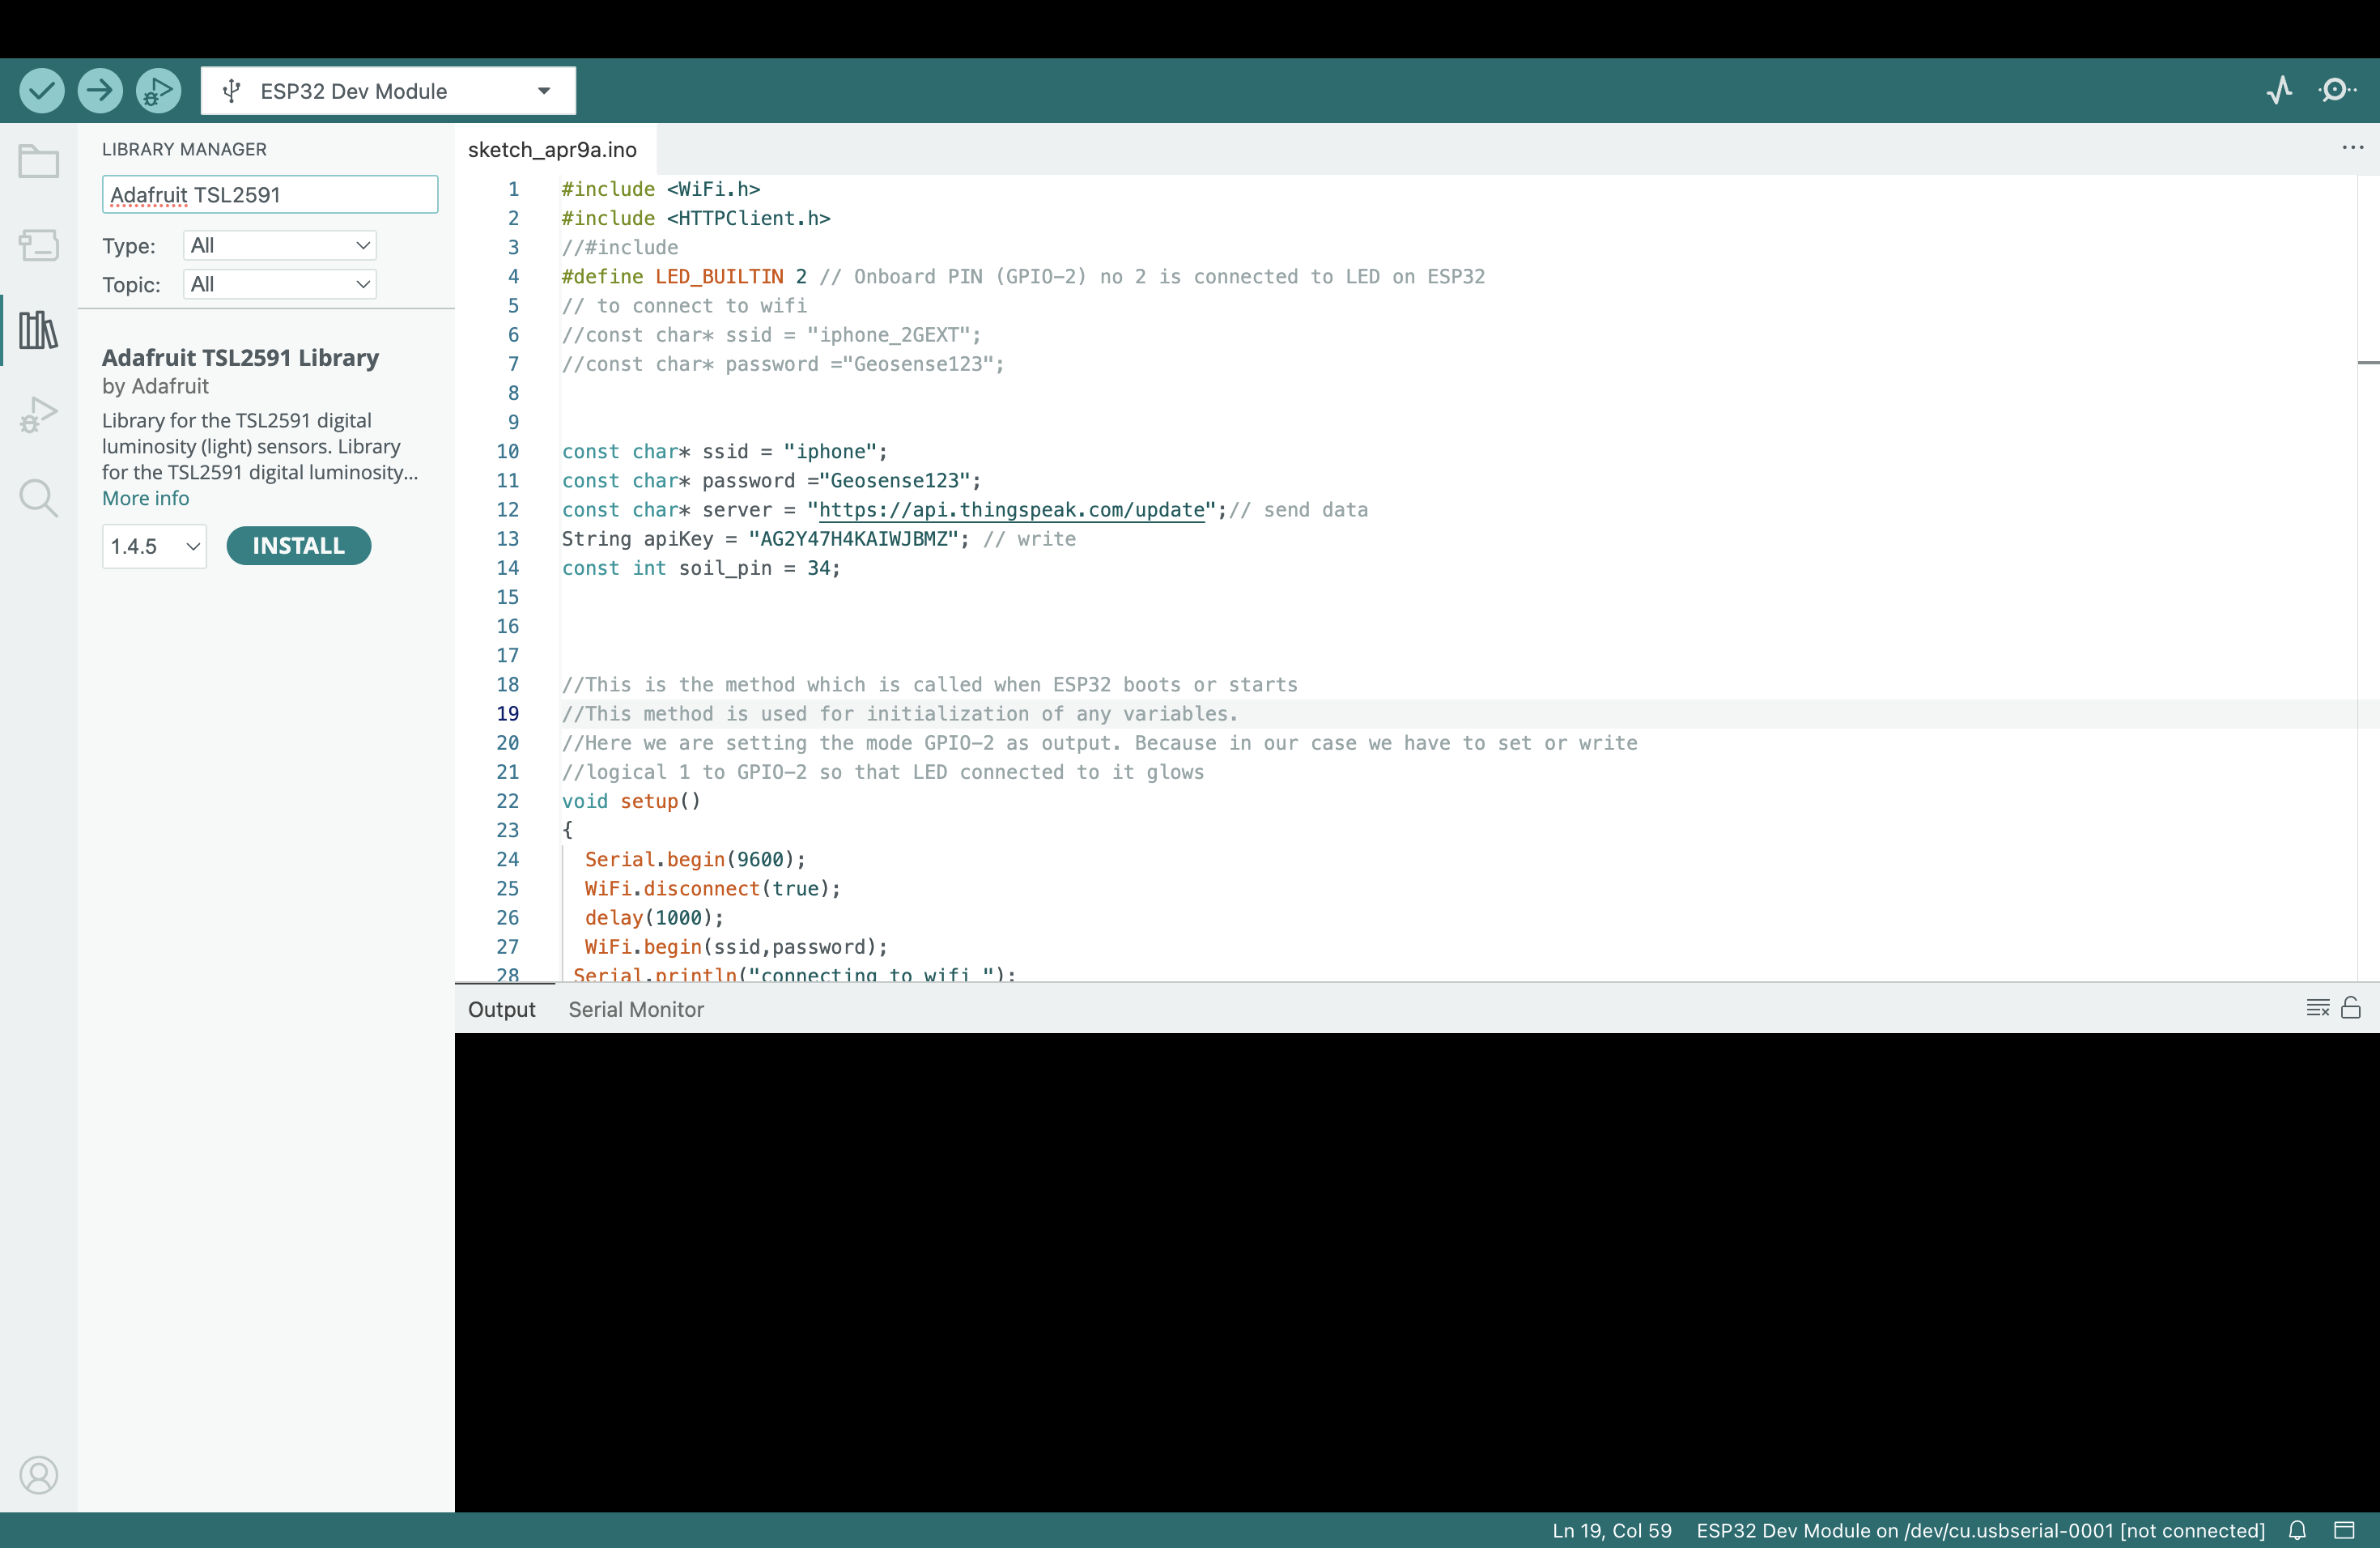 ESP32 Dev Module
LIBRARY MANAGER
Adafruit TSL2591
Type: All
Topic: All
Adafruit TSL2591 Library
by Adafruit
Library for the TSL2591 digital
luminosity (light) sensors. Library
for the TSL2591 digital luminosity...
More info
1.4.5 INSTALL
sketch_apr9a.ino
1 #include <WiFi.h>
2 #include <HTTPClient.h>
3 //#include
4 #define LED_BUILTIN 2 // Onboard PIN (GPIO-2) no 2 is connected to LED on ESP32
5 // to connect to wifi
6 //const char* ssid = "iphone_2GEXT";
7 //const char* password ="Geosense123";
8
9
10 const char* ssid = "iphone";
11 const char* password ="Geosense123";
12 const char* server = "https://api.thingspeak.com/update";// send data
13 String apiKey = "AG2Y47H4KAIWJBMZ"; // write
14 const int soil_pin = 34;
15
16
17
18 //This is the method which is called when ESP32 boots or starts
19 //This method is used for initialization of any variables.
20 //Here we are setting the mode GPIO-2 as output. Because in our case we have to set or write
21 //logical 1 to GPIO-2 so that LED connected to it glows
22 void setup()
23 {
24 Serial.begin(9600);
25 WiFi.disconnect(true);
26 delay(1000);
27 WiFi.begin(ssid,password);
28 Serial.println("connecting to wifi ");
Output Serial Monitor
Ln 19, Col 59 ESP32 Dev Module on /dev/cu.usbserial-0001 [not connected]